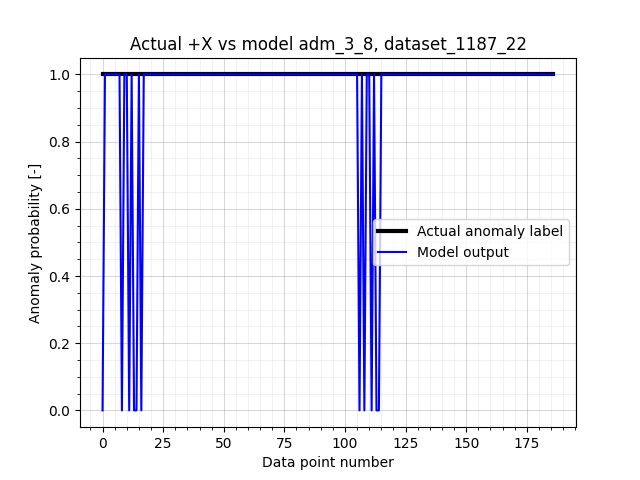 Actual +X vs model adm_3_8, dataset_1187_22
1.0
0.8
0.6
0.4
0.2
0.0
Anomaly probability [-]
Actual anomaly label
Model output
0 25 50 75 100 125 150 175
Data point number